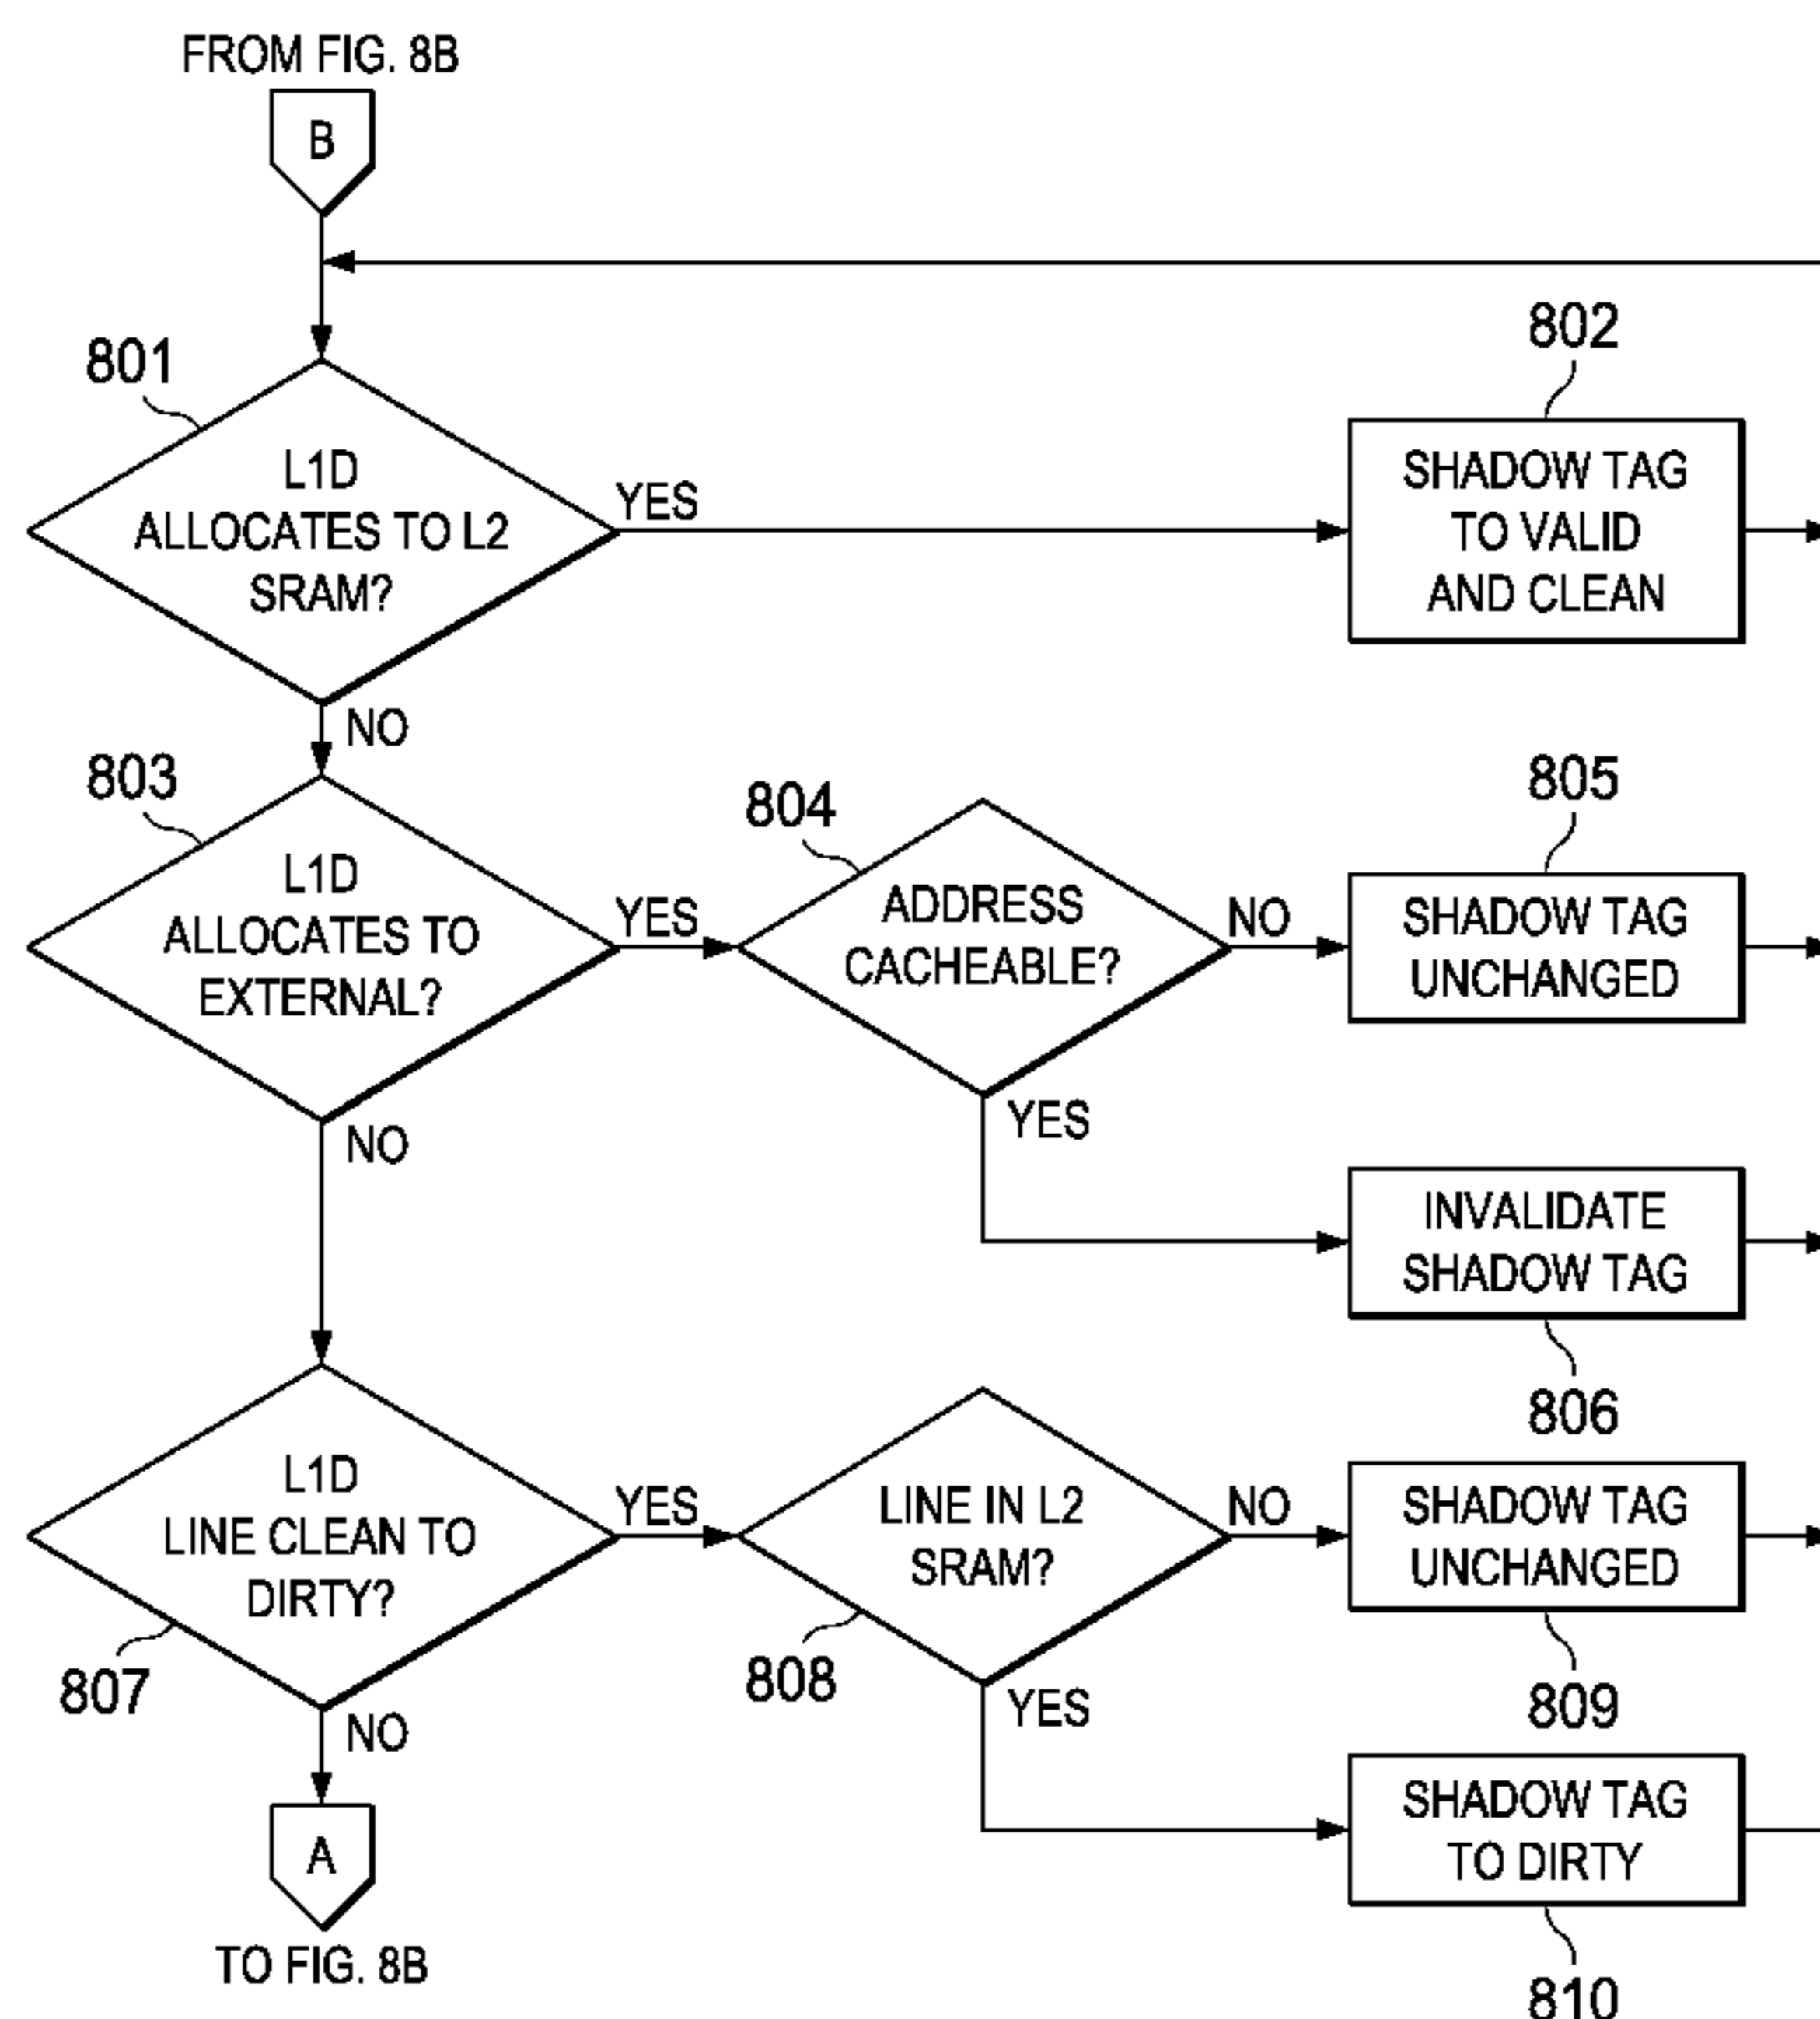 FROM FIG. 8B
B
801
L1D
ALLOCATES TO L2
SRAM?
YES
NO
802
SHADOW TAG
TO VALID
AND CLEAN
803
L1D
ALLOCATES TO
EXTERNAL?
YES
NO
804
ADDRESS
CACHEABLE?
NO
YES
805
SHADOW TAG
UNCHANGED
INVALIDATE
SHADOW TAG
806
L1D
LINE CLEAN TO
DIRTY?
807
YES
NO
LINE IN L2
SRAM?
808
NO
YES
SHADOW TAG
UNCHANGED
809
SHADOW TAG
TO DIRTY
810
A
TO FIG. 8B